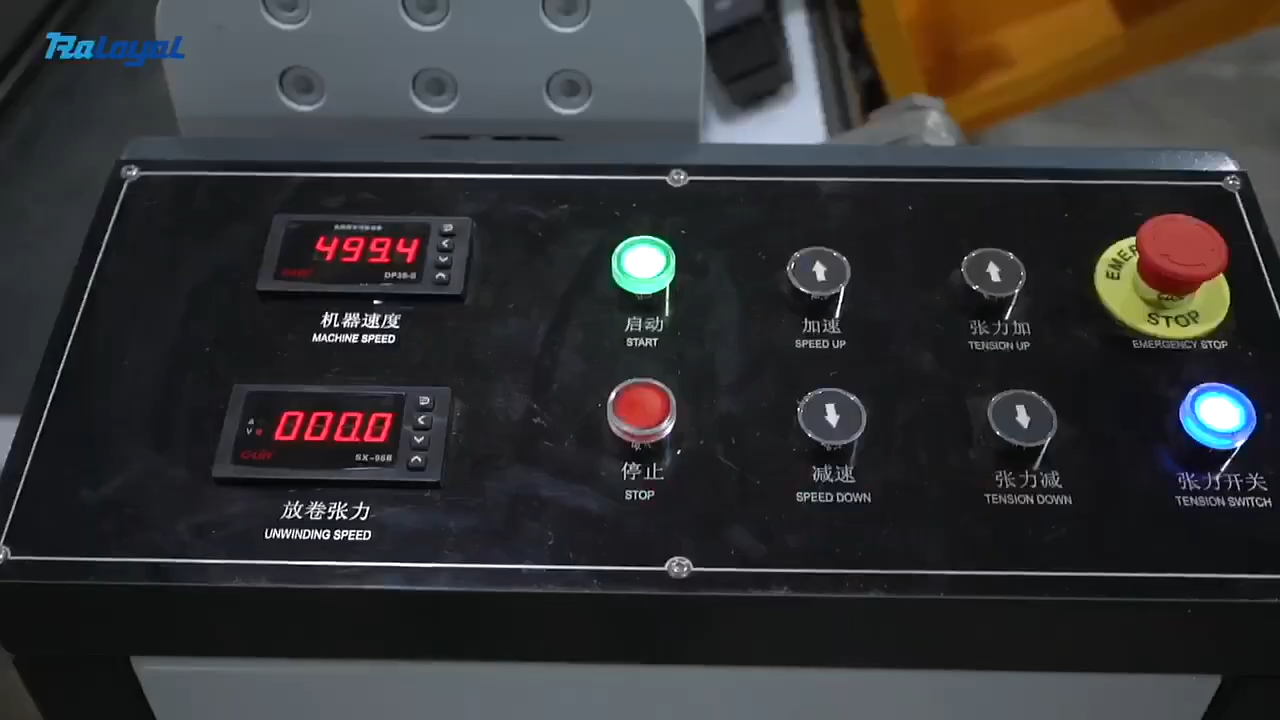 TRaLoyal
499.4
DP35-S
机器速度
MACHINE SPEED
启动
START
加速
SPEED UP
张力加
TENSION UP
STOP
EMERGENCY STOP
000.0
SX-96B
放卷张力
UNWINDING SPEED
停止
STOP
减速
SPEED DOWN
张力减
TENSION DOWN
张力开关
TENSION SWITCH